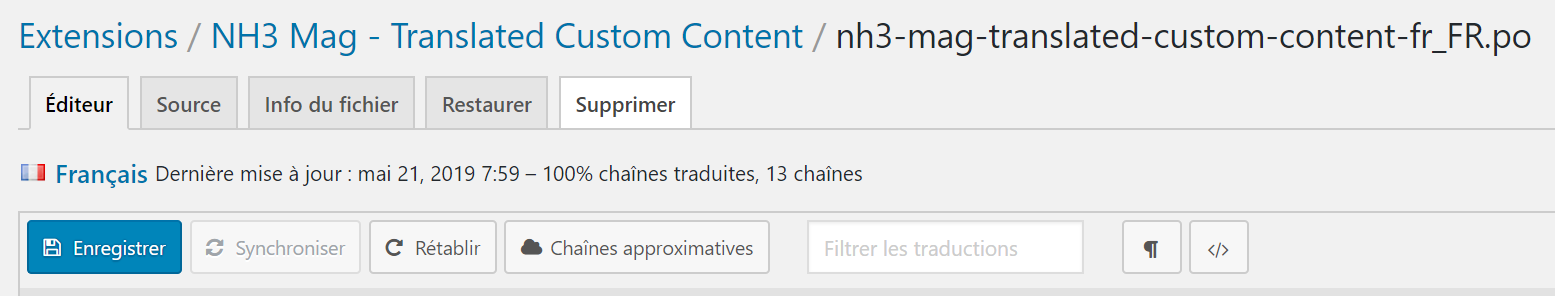 Extensions / NH3 Mag - Translated Custom Content / nh3-mag-translated-custom-content-fr_FR.po
Éditeur Source Info du fichier Restaurer Supprimer
Français Dernière mise à jour : mai 21, 2019 7:59 – 100% chaînes traduites, 13 chaînes
Enregistrer Synchroniser Rétablir Chaînes approximatives Filtrer les traductions ¶ </>